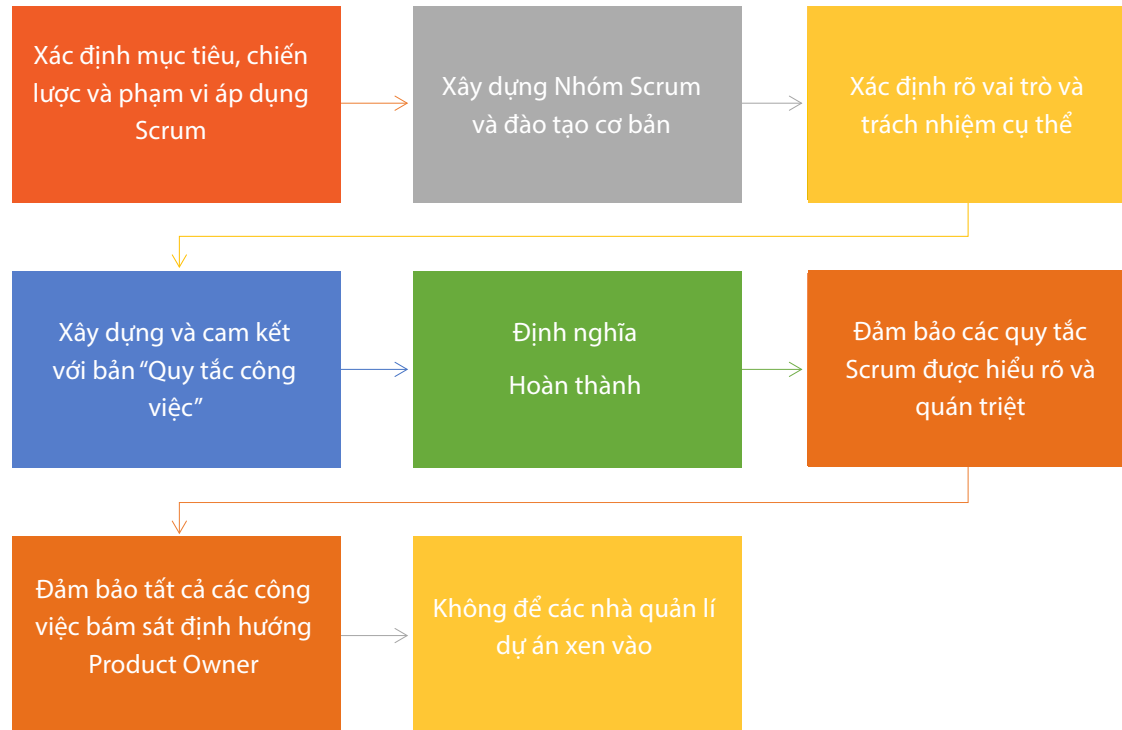 Xác định mục tiêu, chiến
lược và phạm vi áp dụng
Scrum
Xây dựng Nhóm Scrum
và đào tạo cơ bản
Xác định rõ vai trò và
trách nhiệm cụ thể
Xây dựng và cam kết
với bản “Quy tắc công
việc”
Định nghĩa
Hoàn thành
Đảm bảo các quy tắc
Scrum được hiểu rõ và
quán triệt
Đảm bảo tất cả các công
việc bám sát định hướng
Product Owner
Không để các nhà quản lí
dự án xen vào